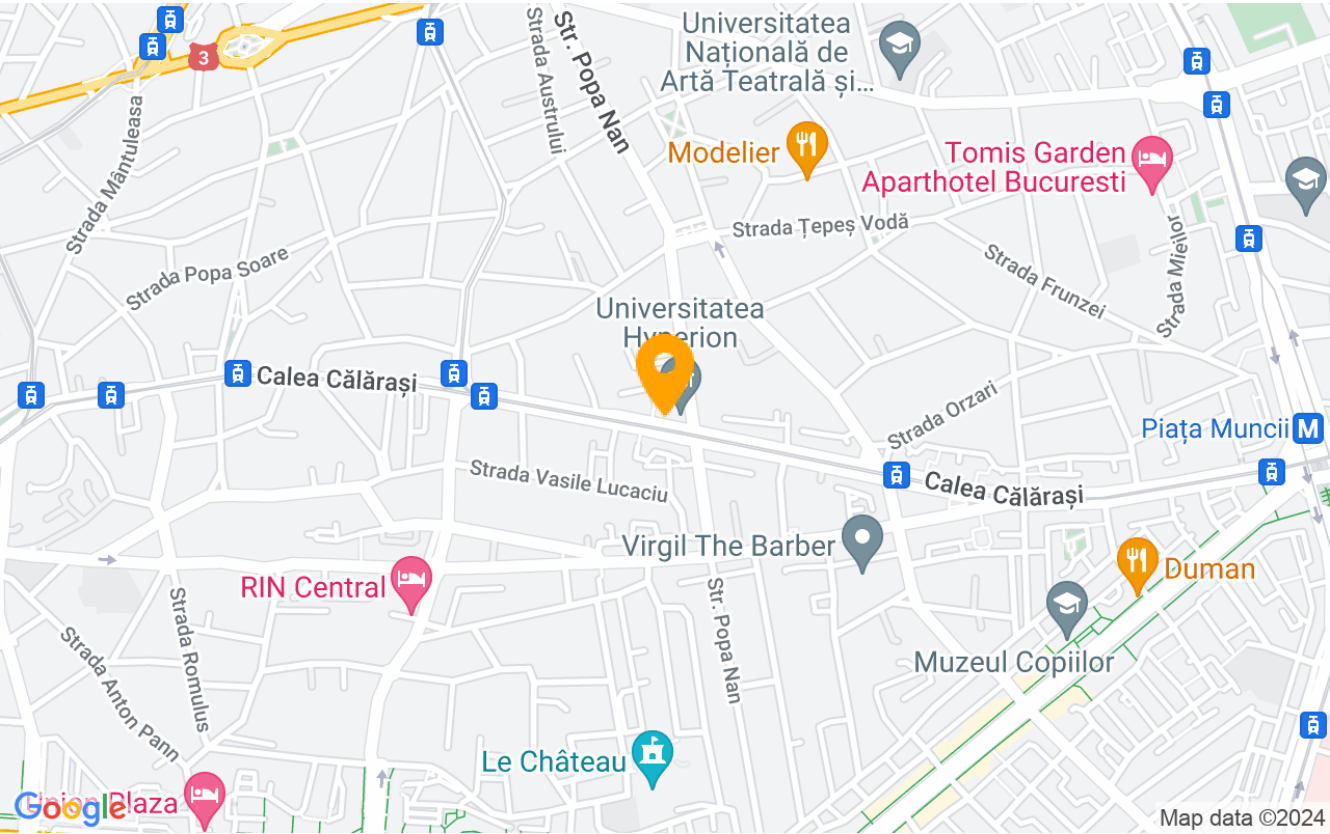 Universitatea
Națională de
Artă Teatrală și...
3
Strada Austrului
Str. Popa Nan
Modelier
Tomis Garden
Aparthotel Bucuresti
Strada Mântuleasa
Strada Țepeș Vodă
Strada Popa Soare
Strada Frunzei
Strada Mieilor
Universitatea
Hyperion
Calea Călărași
Strada Orzari
Piața Muncii M
Strada Vasile Lucaciu
Calea Călărași
Virgil The Barber
Duman
RIN Central
Str. Popa Nan
Strada Romulus
Strada Anton Pann
Muzeul Copiilor
Le Château
Union Plaza
Google
Map data ©2024